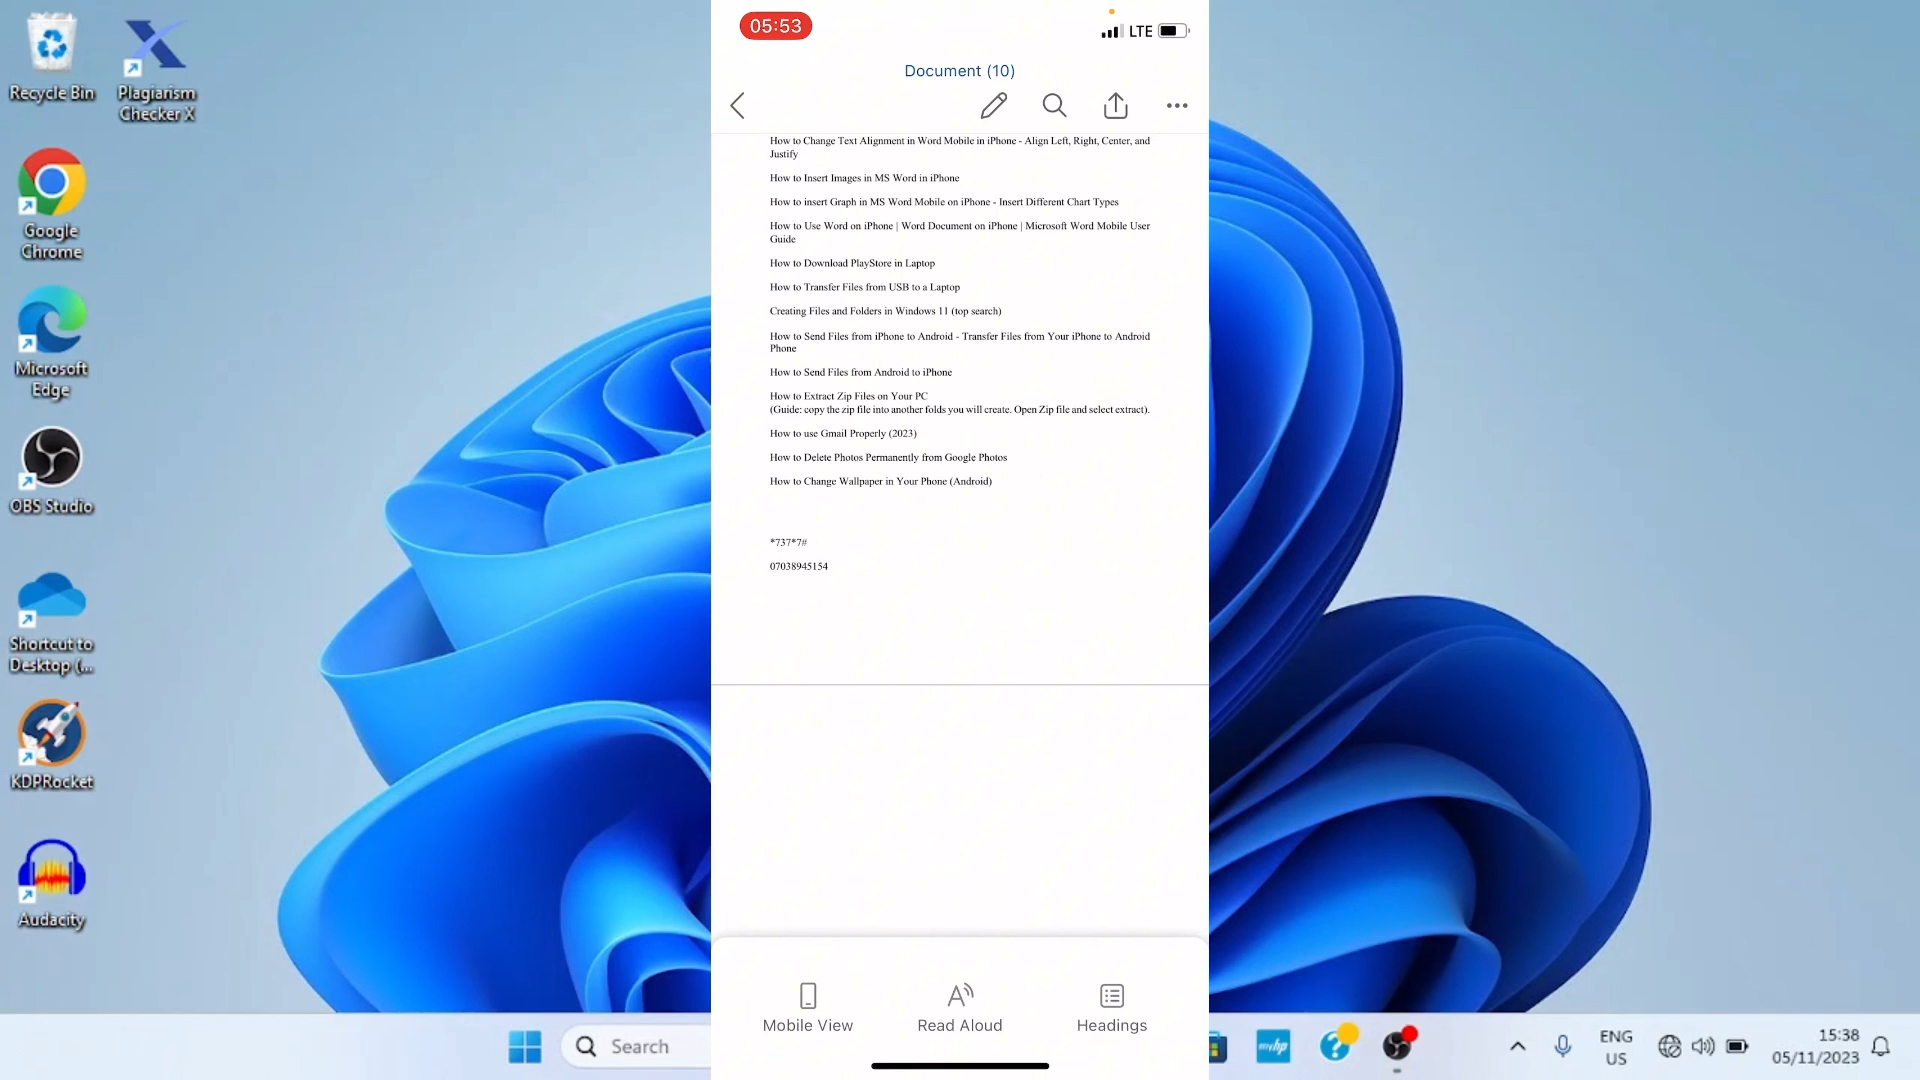 Recycle Bin
Plagiarism
Checker X
Google
Chrome
Microsoft
Edge
OBS Studio
Shortcut to
Desktop (...
KDPRocket
Audacity
05:53
LTE
Document (10)
How to Change Text Alignment in Word Mobile in iPhone - Align Left, Right, Center, and
Justify
How to Insert Images in MS Word in iPhone
How to insert Graph in MS Word Mobile on iPhone - Insert Different Chart Types
How to Use Word on iPhone | Word Document on iPhone | Microsoft Word Mobile User
Guide
How to Download PlayStore in Laptop
How to Transfer Files from USB to a Laptop
Creating Files and Folders in Windows 11 (top search)
How to Send Files from iPhone to Android - Transfer Files from Your iPhone to Android
Phone
How to Send Files from Android to iPhone
How to Extract Zip Files on Your PC
(Guide: copy the zip file into another folds you will create. Open Zip file and select extract).
How to use Gmail Properly (2023)
How to Delete Photos Permanently from Google Photos
How to Change Wallpaper in Your Phone (Android)
*737*7#
07038945154
Mobile View
Read Aloud
Headings
Search
myhp
ENG
US
15:38
05/11/2023